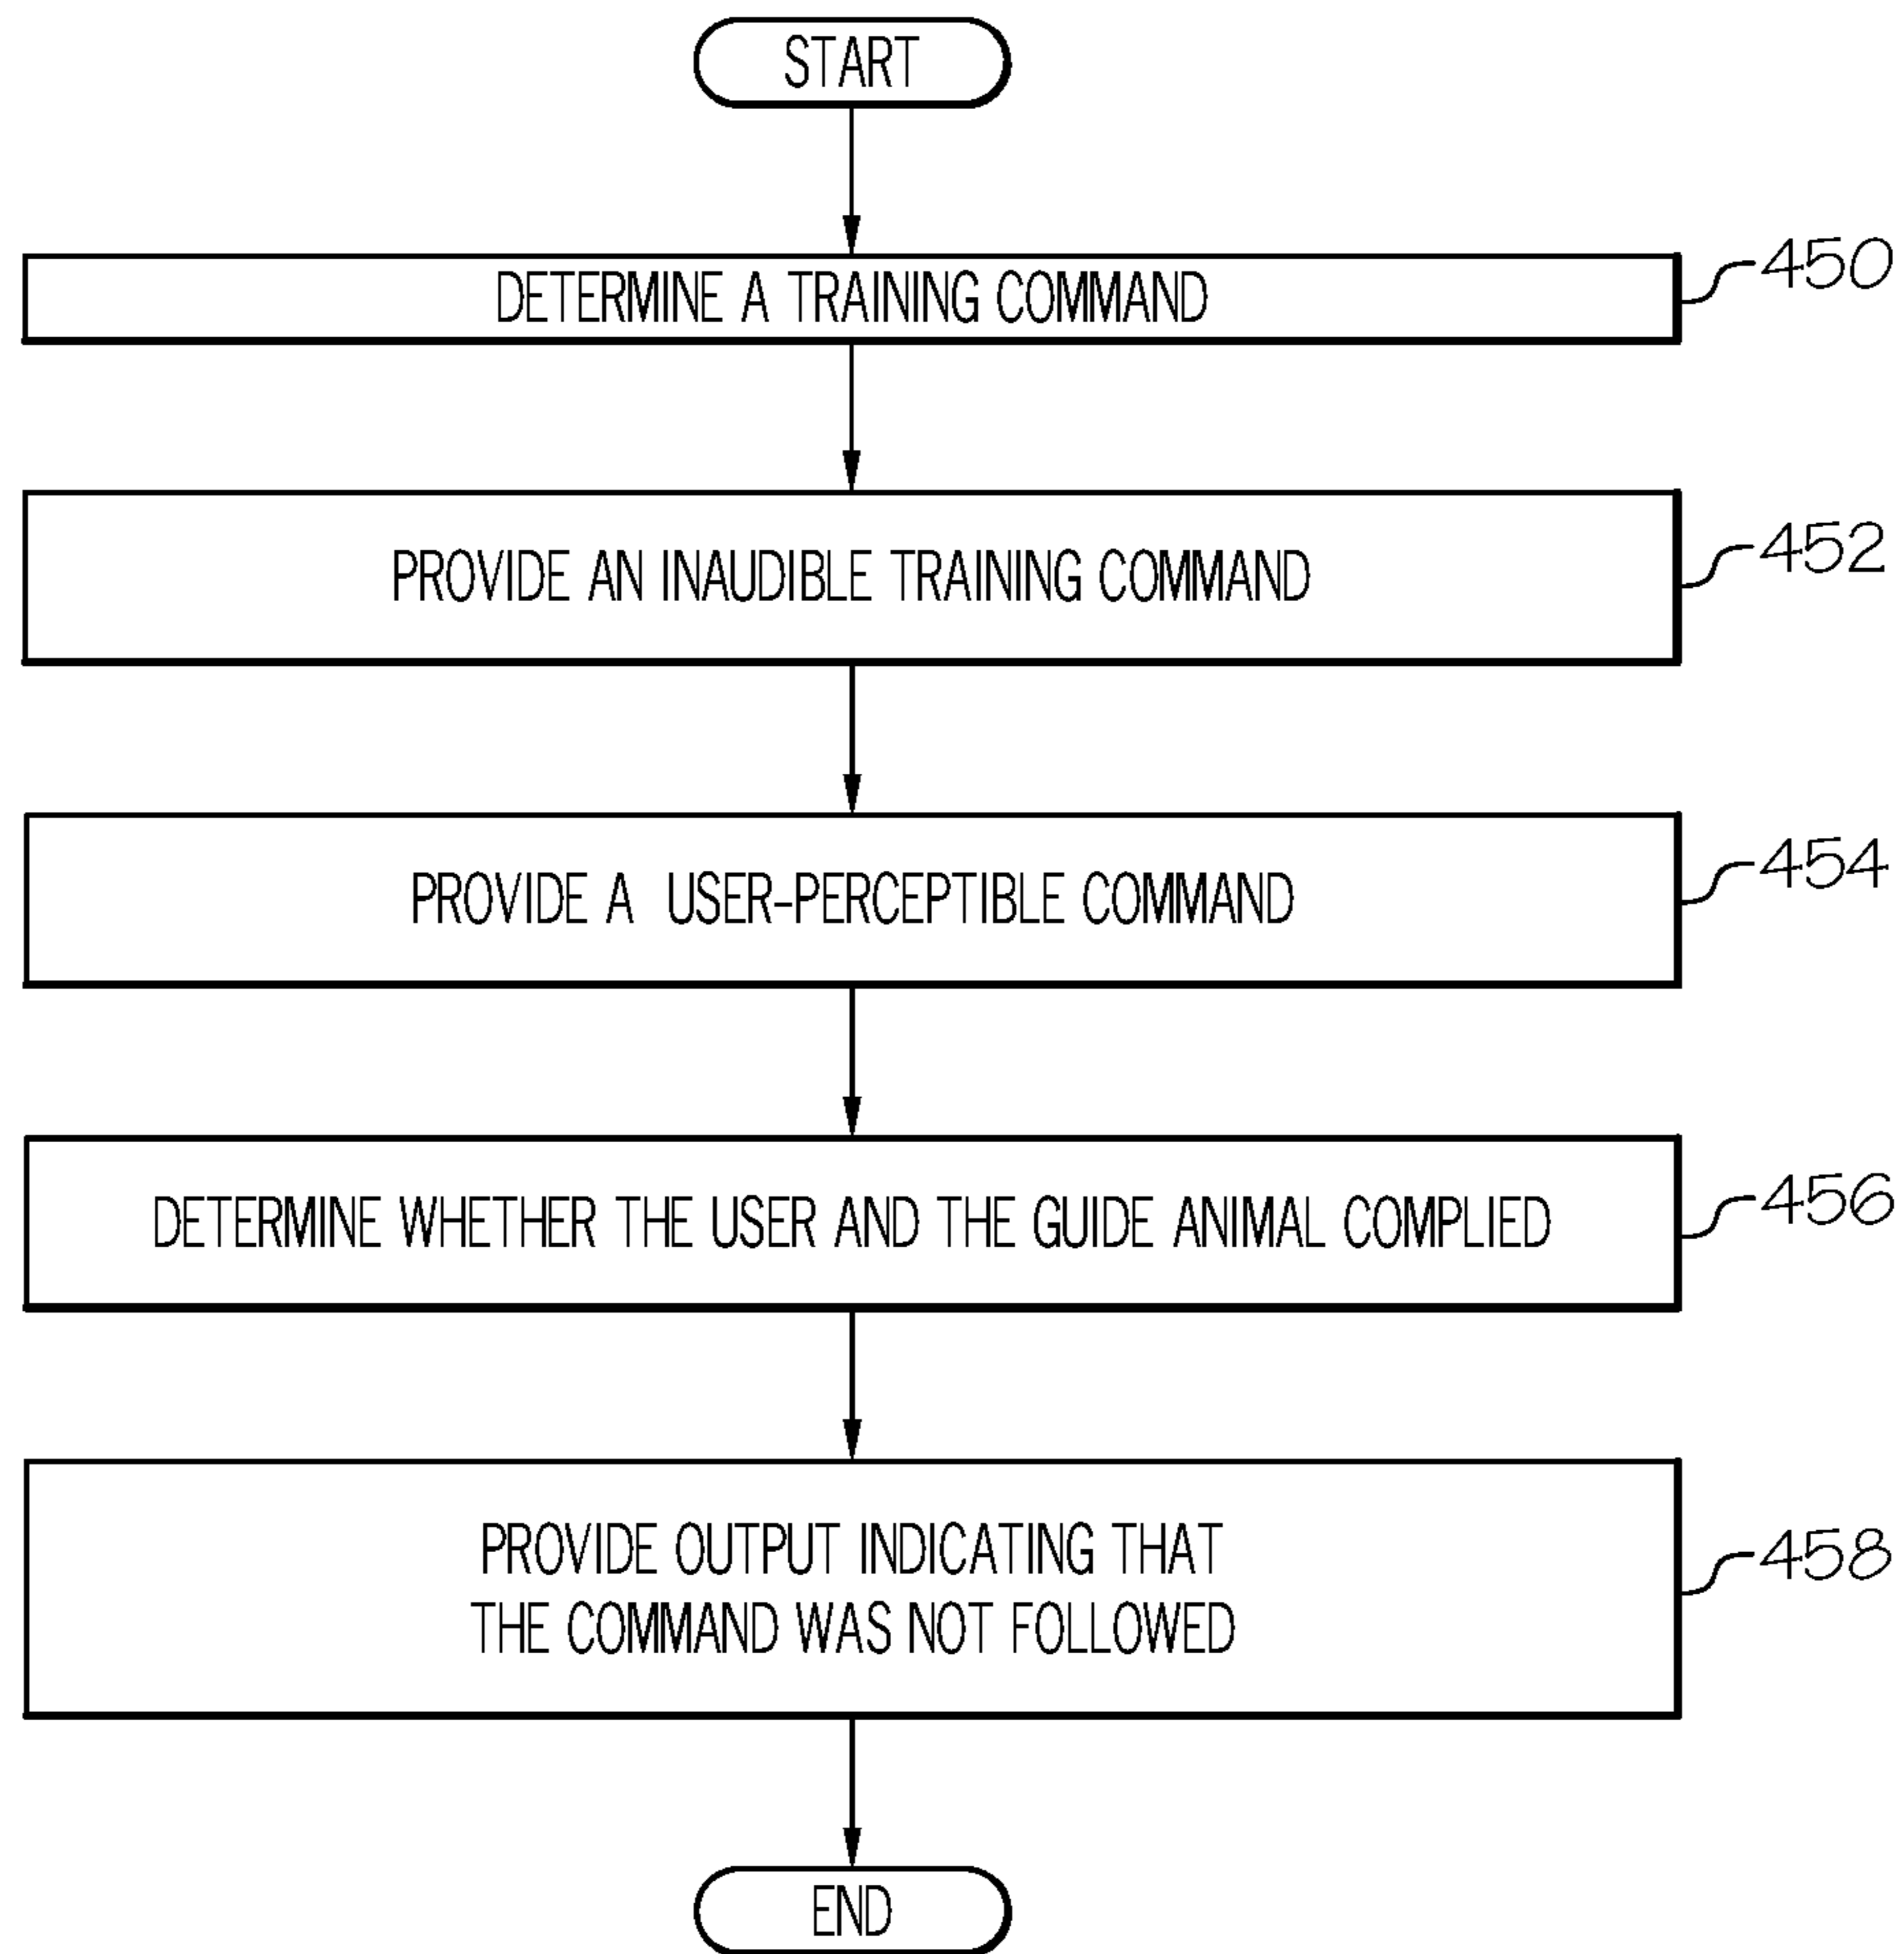 START
DETERMINE A TRAINING COMMAND
450
PROVIDE AN INAUDIBLE TRAINING COMMAND
452
PROVIDE A USER-PERCEPTIBLE COMMAND
454
DETERMINE WHETHER THE USER AND THE GUIDE ANIMAL COMPLIED
456
PROVIDE OUTPUT INDICATING THAT
THE COMMAND WAS NOT FOLLOWED
458
END